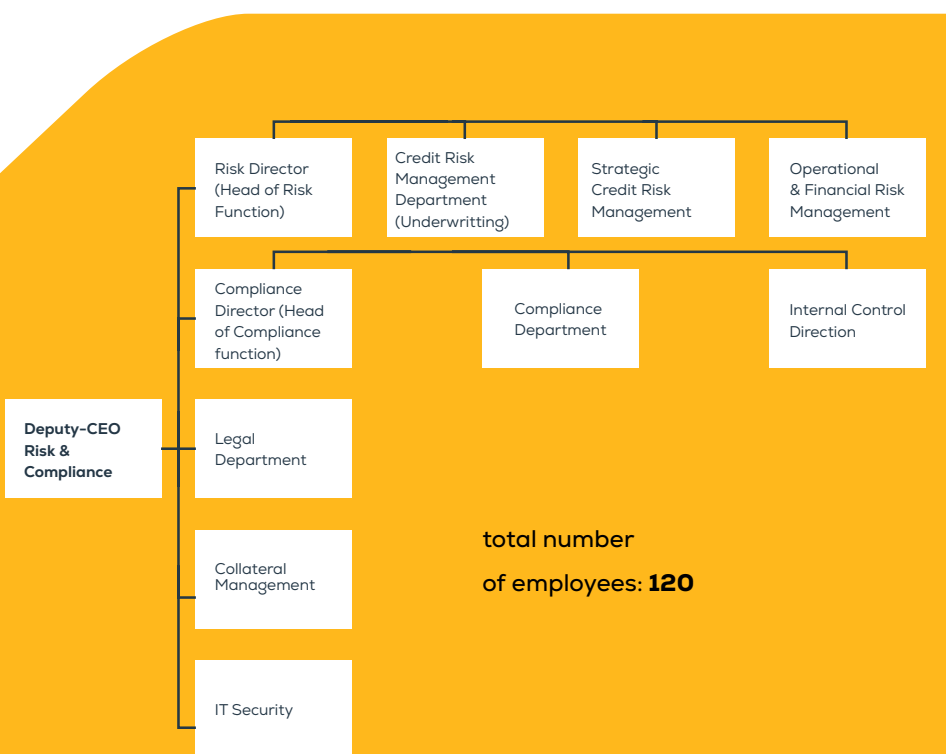 Risk Director
(Head of Risk
Function)
Credit Risk
Management
Department
(Underwritting)
Strategic
Credit Risk
Management
Operational
& Financial Risk
Management
Compliance
Director (Head
of Compliance
function)
Compliance
Department
Internal Control
Direction
Deputy-CEO
Risk &
Compliance
Legal
Department
Collateral
Management
IT Security
total number
of employees: 120